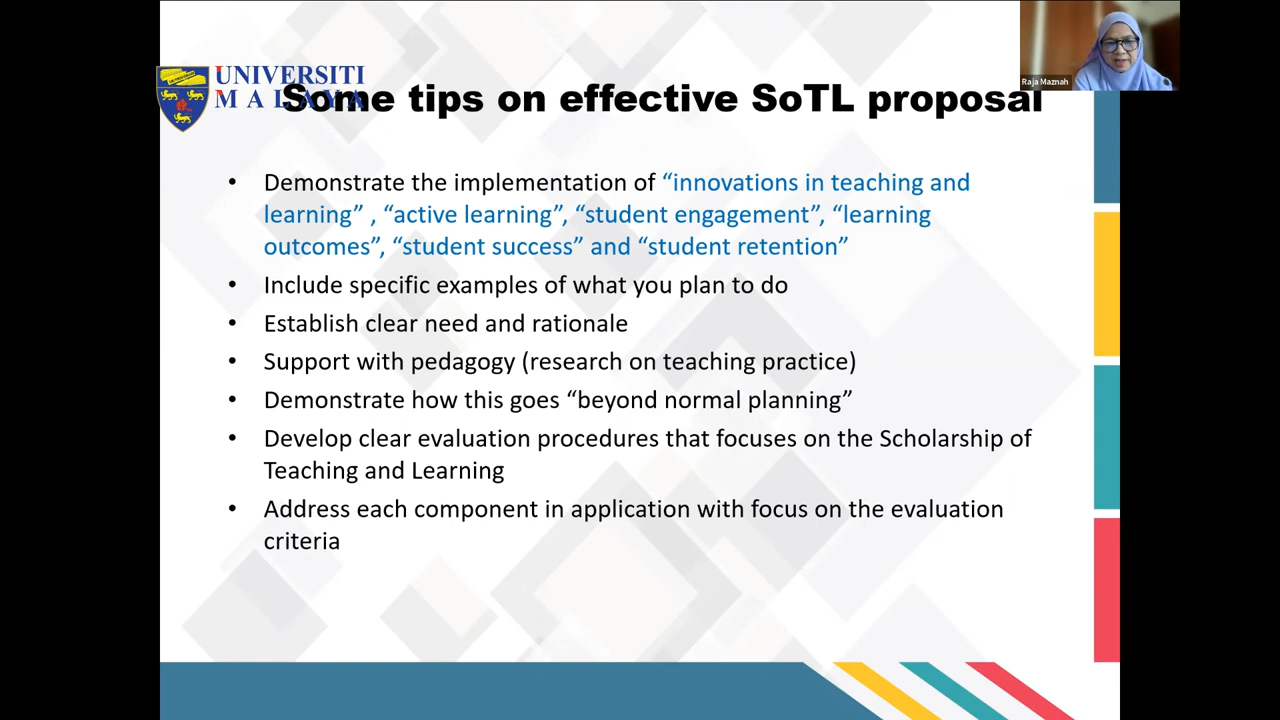 UNIVERSITI
MALAYA
Some tips on effective SoTL proposal
Raja Maznah
• Demonstrate the implementation of “innovations in teaching and
learning” , “active learning”, “student engagement”, “learning
outcomes”, “student success” and “student retention”
• Include specific examples of what you plan to do
• Establish clear need and rationale
• Support with pedagogy (research on teaching practice)
• Demonstrate how this goes “beyond normal planning”
• Develop clear evaluation procedures that focuses on the Scholarship of
Teaching and Learning
• Address each component in application with focus on the evaluation
criteria